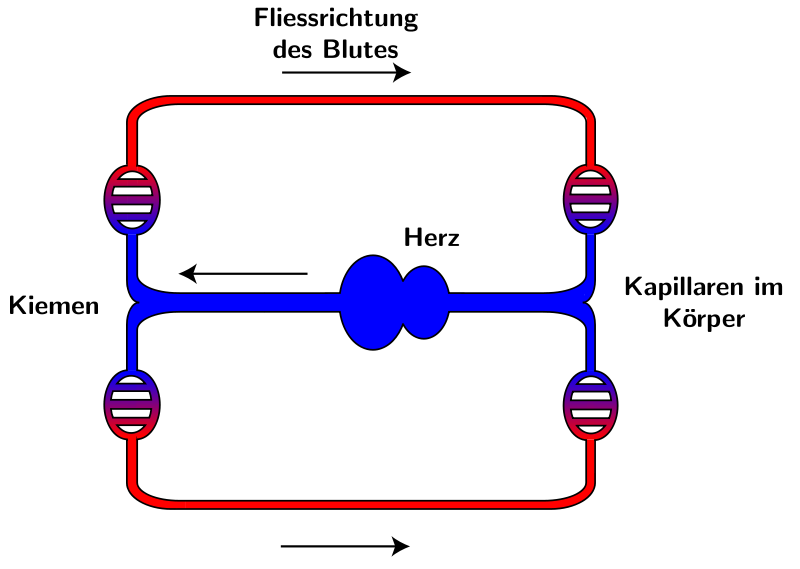 Fliessrichtung
des Blutes
Herz
Kiemen
Kapillaren im
Körper